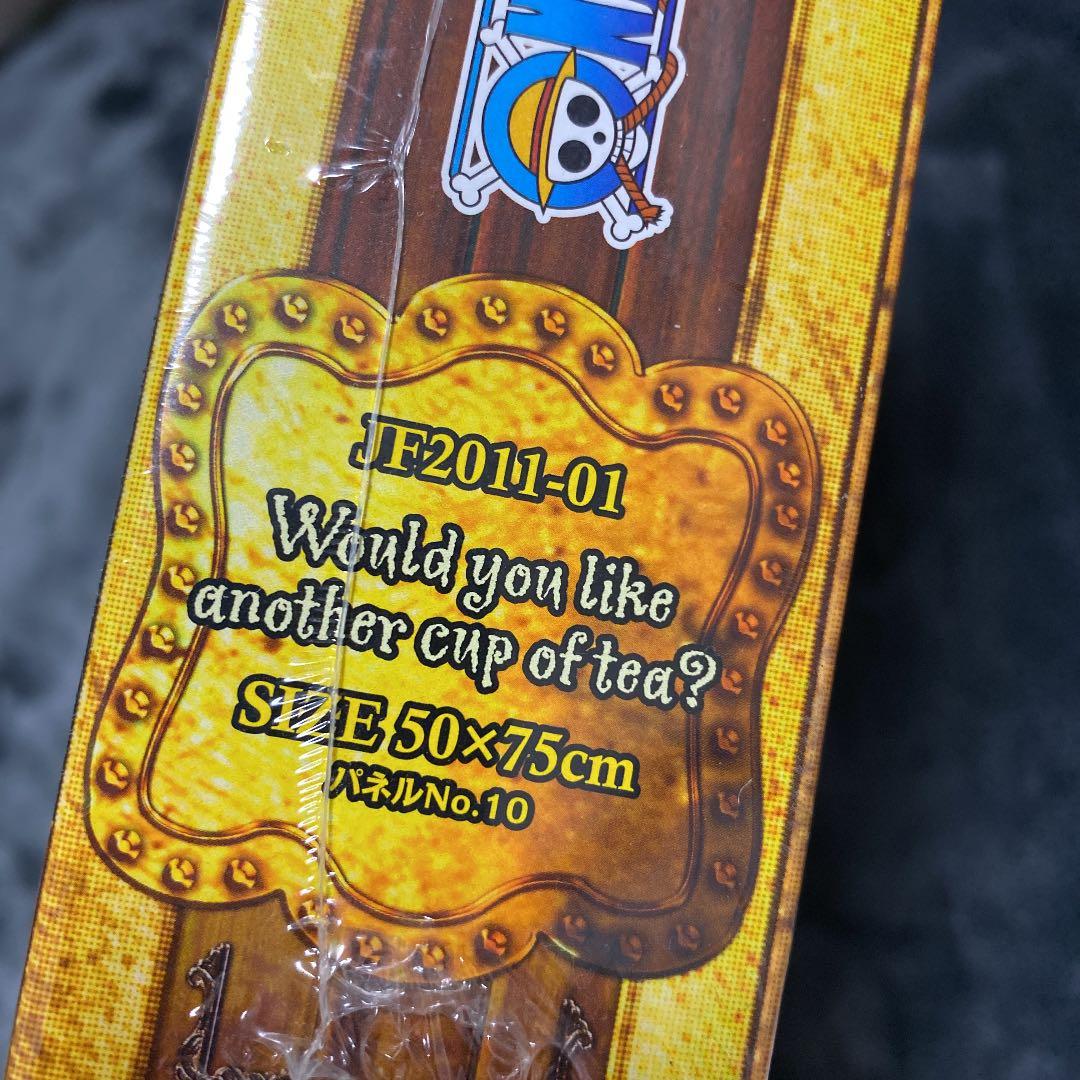 JF2011-01
Would you like
another cup of tea?
SIZE 50×75cm
パネルNo.10